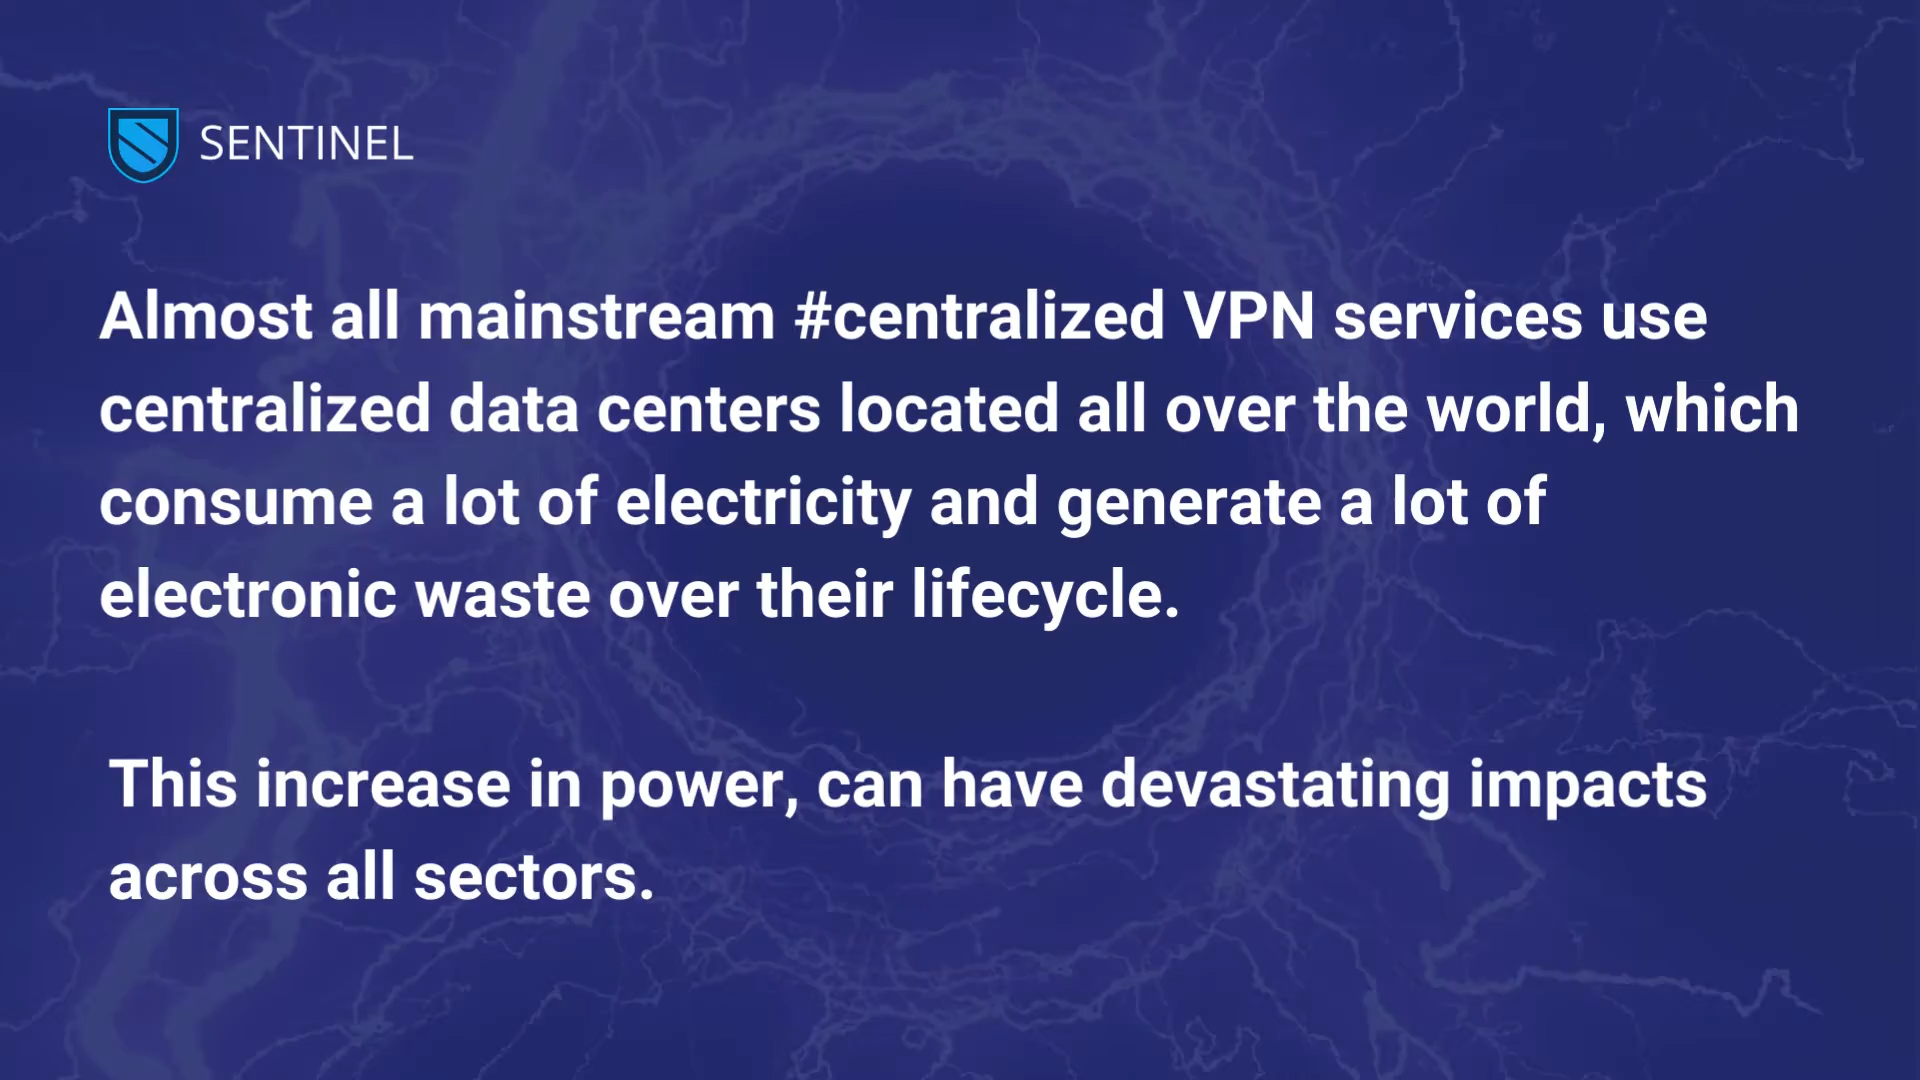 SENTINEL
Almost all mainstream #centralized VPN services use
centralized data centers located all over the world, which
consume a lot of electricity and generate a lot of
electronic waste over their lifecycle.
This increase in power, can have devastating impacts
across all sectors.